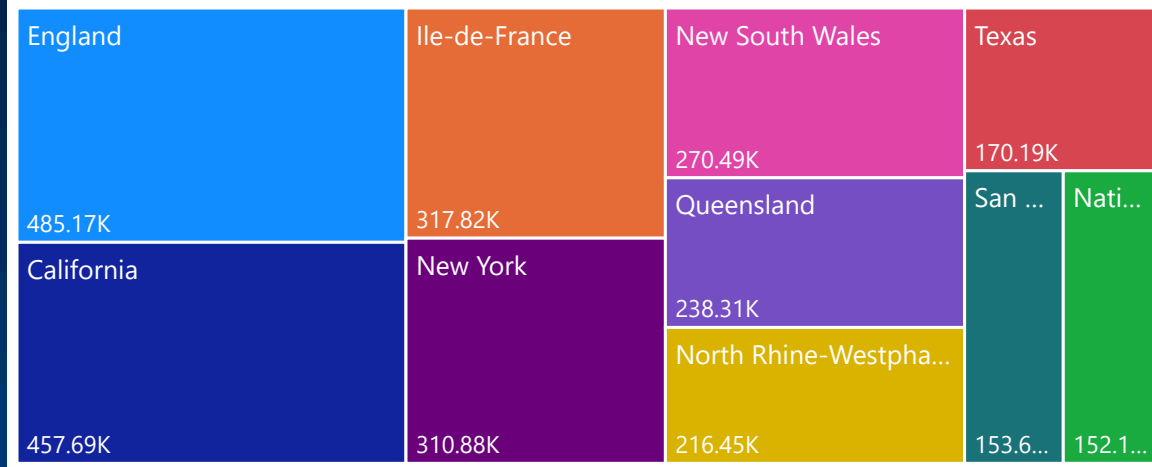 England
485.17K
California
457.69K
Ile-de-France
317.82K
New York
310.88K
New South Wales
270.49K
Queensland
238.31K
North Rhine-Westpha...
216.45K
Texas
170.19K
San ...
153.6...
Nati...
152.1...